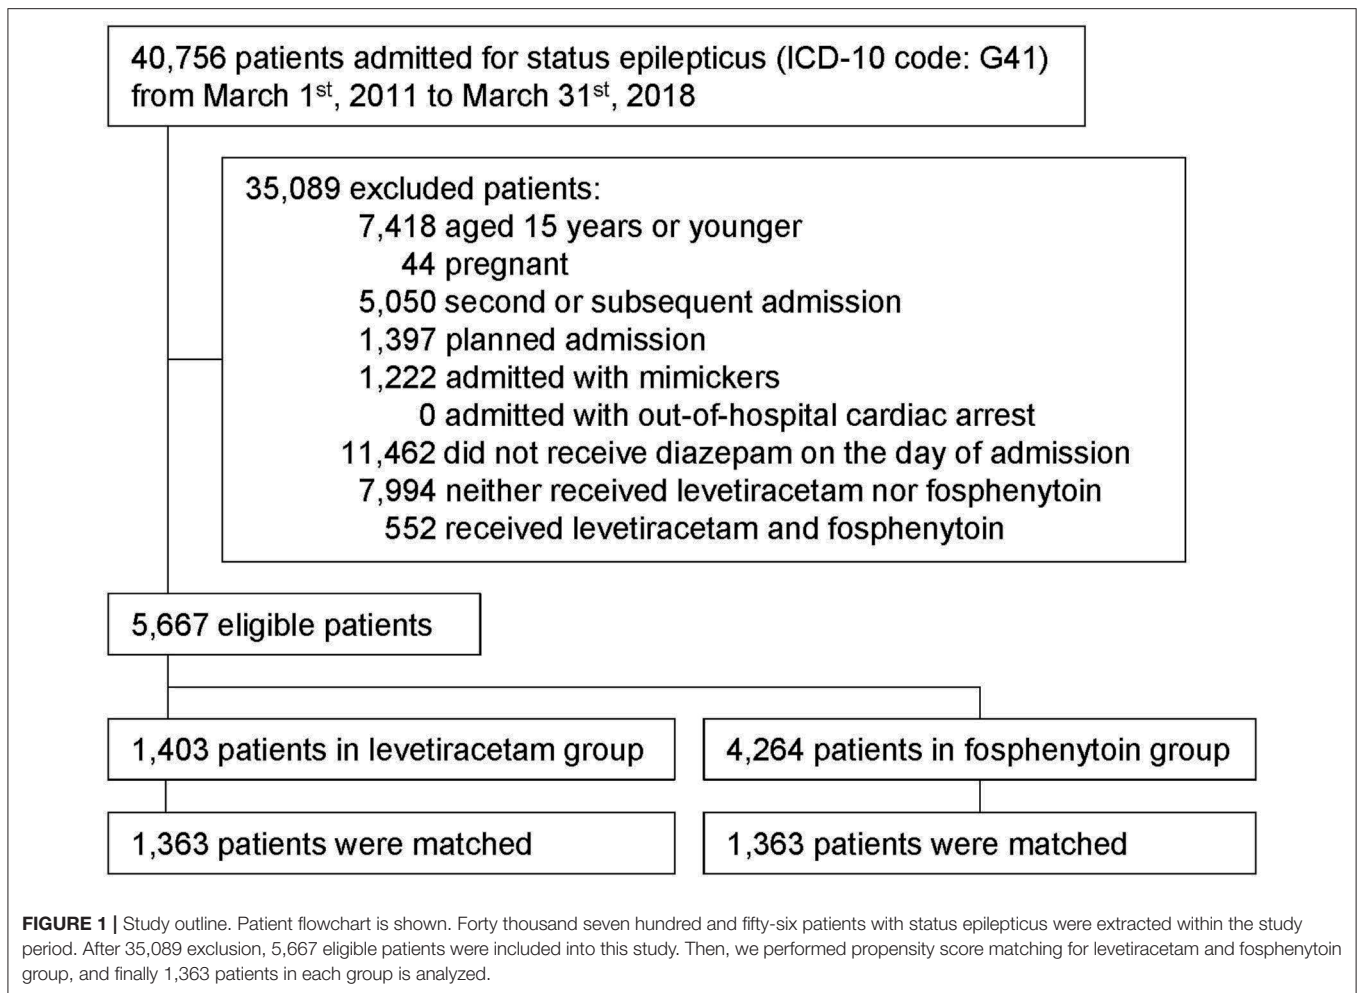 40,756 patients admitted for status epilepticus (ICD-10 code: G41)
from March 1st, 2011 to March 31st, 2018
35,089 excluded patients:
7,418 aged 15 years or younger
44 pregnant
5,050 second or subsequent admission
1,397 planned admission
1,222 admitted with mimickers
0 admitted with out-of-hospital cardiac arrest
11,462 did not receive diazepam on the day of admission
7,994 neither received levetiracetam nor fosphenytoin
552 received levetiracetam and fosphenytoin
5,667 eligible patients
1,403 patients in levetiracetam group
4,264 patients in fosphenytoin group
1,363 patients were matched
1,363 patients were matched
FIGURE 1 | Study outline. Patient flowchart is shown. Forty thousand seven hundred and fifty-six patients with status epilepticus were extracted within the study
period. After 35,089 exclusion, 5,667 eligible patients were included into this study. Then, we performed propensity score matching for levetiracetam and fosphenytoin
group, and finally 1,363 patients in each group is analyzed.